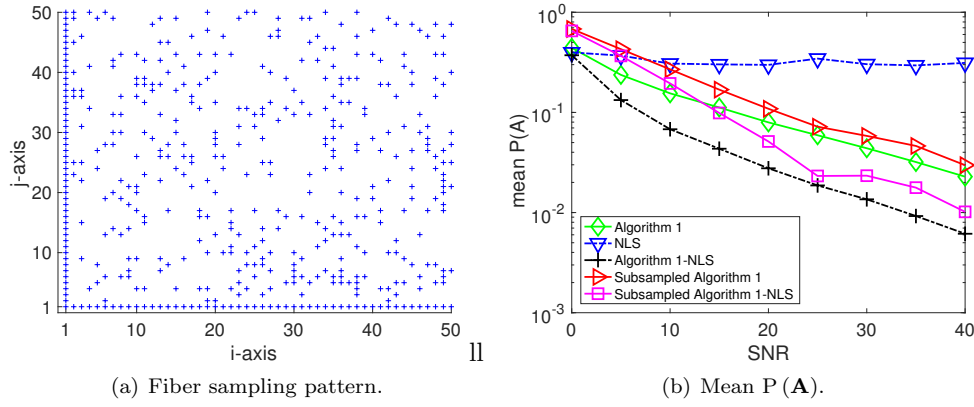 50
40
30
20
10
1
j-axis
1 10 20 30 40 50
i-axis
ll
(a) Fiber sampling pattern.
10^0
10^-1
10^-2
10^-3
mean P(A)
Algorithm 1
NLS
Algorithm 1-NLS
Subsampled Algorithm 1
Subsampled Algorithm 1-NLS
0 10 20 30 40
SNR
(b) Mean P (A).